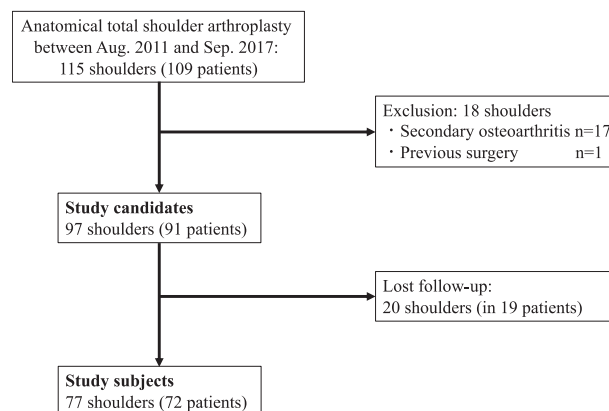 Anatomical total shoulder arthroplasty
between Aug. 2011 and Sep. 2017:
115 shoulders (109 patients)
Exclusion: 18 shoulders
・Secondary osteoarthritis n=17
・Previous surgery n=1
Study candidates
97 shoulders (91 patients)
Lost follow-up:
20 shoulders (in 19 patients)
Study subjects
77 shoulders (72 patients)